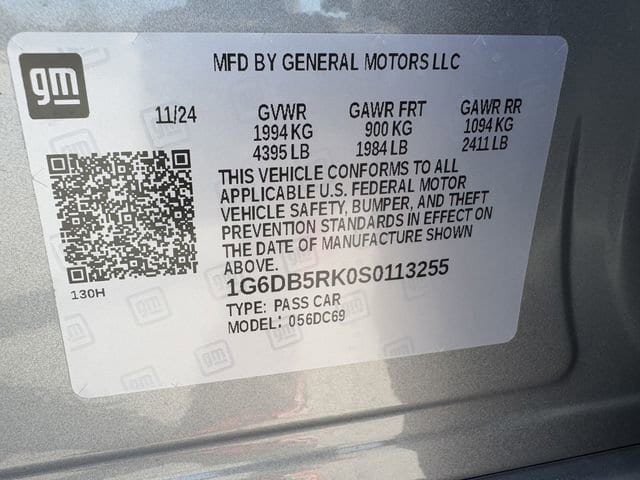 gm
MFD BY GENERAL MOTORS LLC
11/24 GVWR GAWR FRT GAWR RR
1994 KG 900 KG 1094 KG
4395 LB 1984 LB 2411 LB
THIS VEHICLE CONFORMS TO ALL
APPLICABLE U.S. FEDERAL MOTOR
VEHICLE SAFETY, BUMPER, AND THEFT
PREVENTION STANDARDS IN EFFECT ON
THE DATE OF MANUFACTURE SHOWN
ABOVE.
130H
1G6DB5RK0S0113255
TYPE: PASS CAR
MODEL: 056DC69